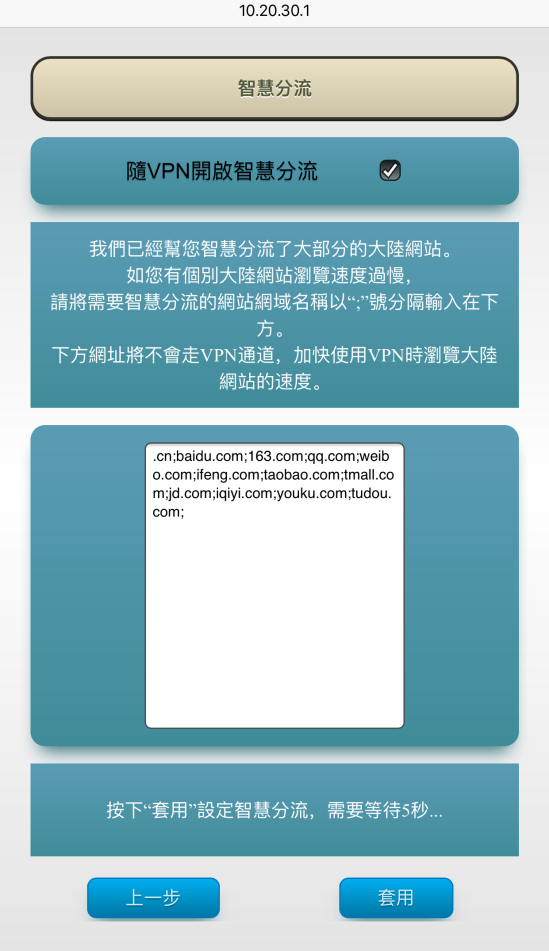 10.20.30.1
智慧分流
隨VPN開啟智慧分流
我們已經幫您智慧分流了大部分的大陸網站。
如您有個別大陸網站瀏覽速度過慢,
請將需要智慧分流的網站網域名稱以“;”號分隔輸入在下
方。
下方網址將不會走VPN通道，加快使用VPN時瀏覽大陸
網站的速度。
.cn;baidu.com;163.com;qq.com;weib
o.com;ifeng.com;taobao.com;tmall.co
m;jd.com;iqiyi.com;youku.com;tudou.
com;
按下“套用”設定智慧分流，需要等待5秒...
上一步
套用